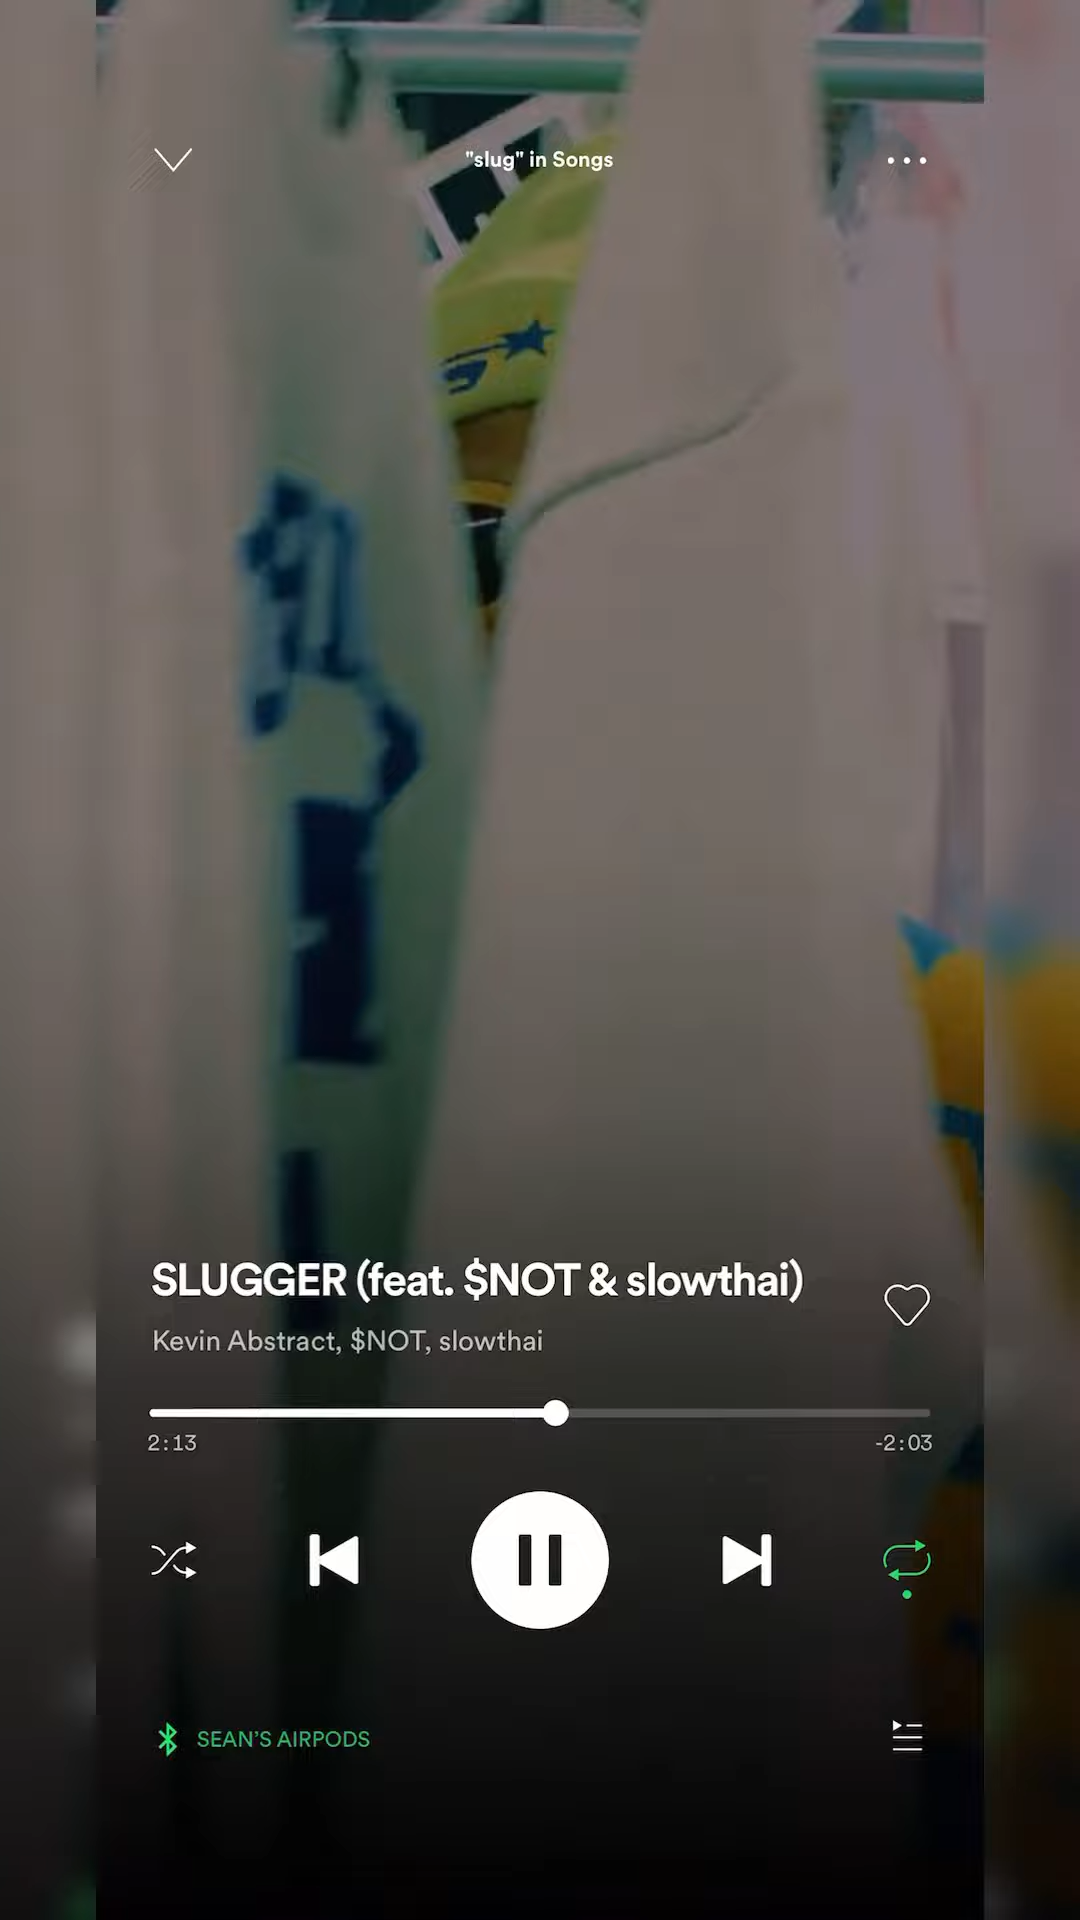 "slug" in Songs
SLUGGER (feat. $NOT & slowthai)
Kevin Abstract, $NOT, slowthai
2:13
-2:03
SEAN'S AIRPODS